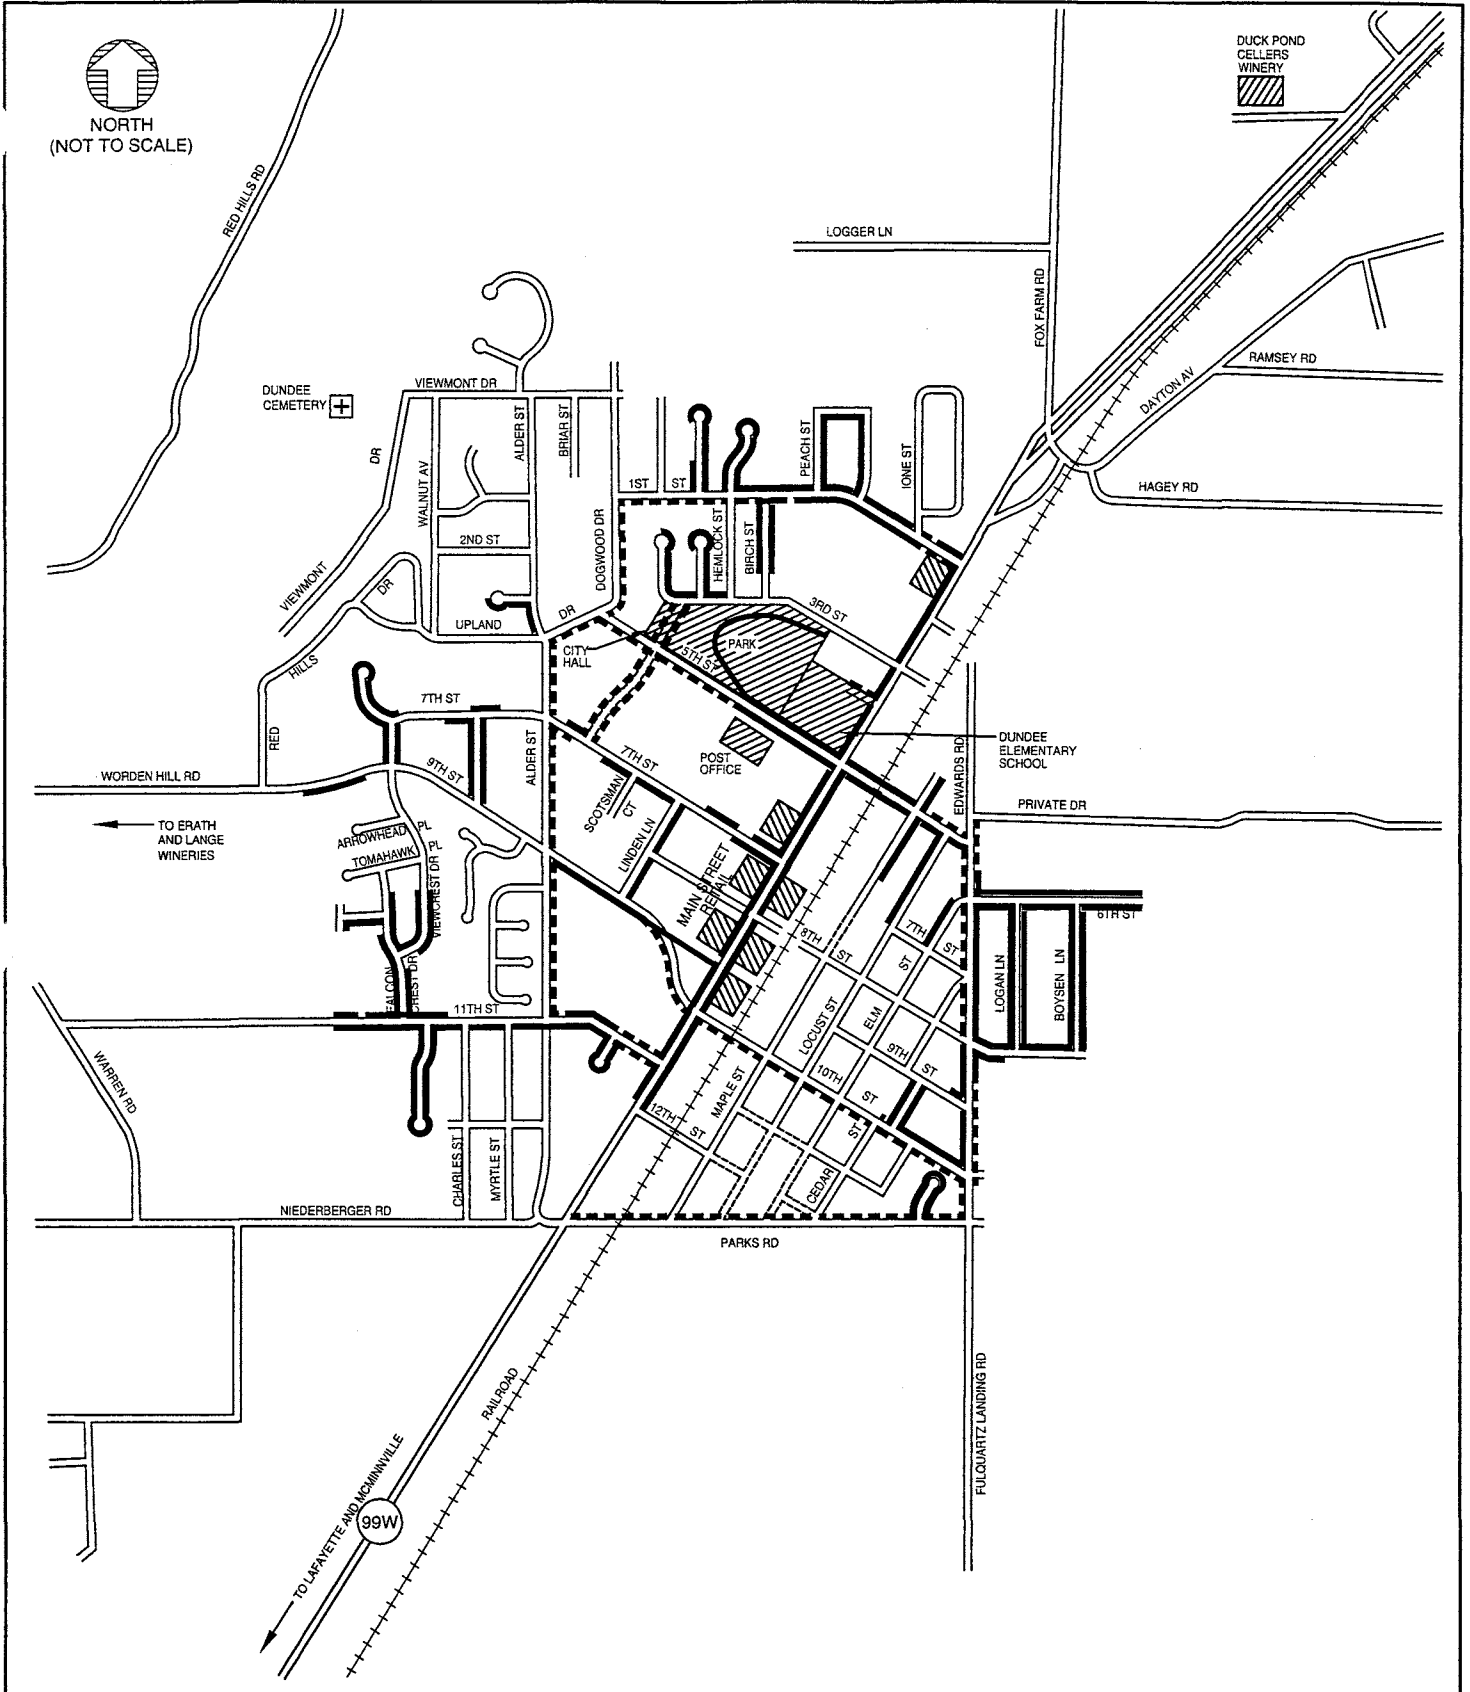 DUCK POND
CELLERS
WINERY
NORTH
(NOT TO SCALE)
RED HILLS RD
LOGGER LN
FOX FARM RD
RAMSEY RD
DAYTON AV
HAGEY RD
DUNDEE
CEMETERY
VIEWMONT DR
ALDER ST
BRIAR ST
WALNUT AV
DR
VIEWMONT
1ST ST
PEACH ST
IONE ST
2ND ST
DOGWOOD DR
HEMLOCK ST
BIRCH ST
3RD ST
DR
UPLAND
DR
HILLS
RED
CITY
HALL
PARK
5TH ST
7TH ST
POST
OFFICE
DUNDEE
ELEMENTARY
SCHOOL
EDWARDS RD
PRIVATE DR
WORDEN HILL RD
9TH ST
ALDER ST
7TH ST
SCOTSMAN
CT
LINDEN LN
TO ERATH
AND LANGE
WINERIES
ARROWHEAD PL
TOMAHAWK PL
VIEWCREST DR
MAIN STREET
RETAIL
6TH ST
7TH ST
8TH ST
LOGAN LN
BOYSEN LN
FALCON
CREST DR
11TH ST
LOCUST ST
ELM ST
9TH ST
10TH ST
MAPLE ST
12TH ST
CEDAR ST
WARREN RD
CHARLES ST
MYRTLE ST
NIEDERBERGER RD
PARKS RD
FULQUARTZ LANDING RD
RAILROAD
TO LAFAYETTE AND MCMINNVILLE
99W